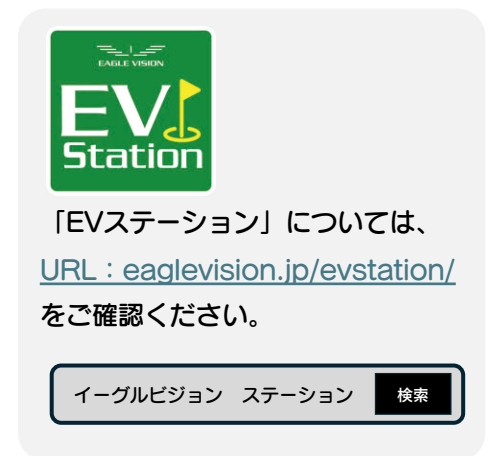 EAGLE VISION
EV
Station
「EVステーション」については、
URL：eaglevision.jp/evstation/
をご確認ください。
イーグルビジョン　ステーション　検索